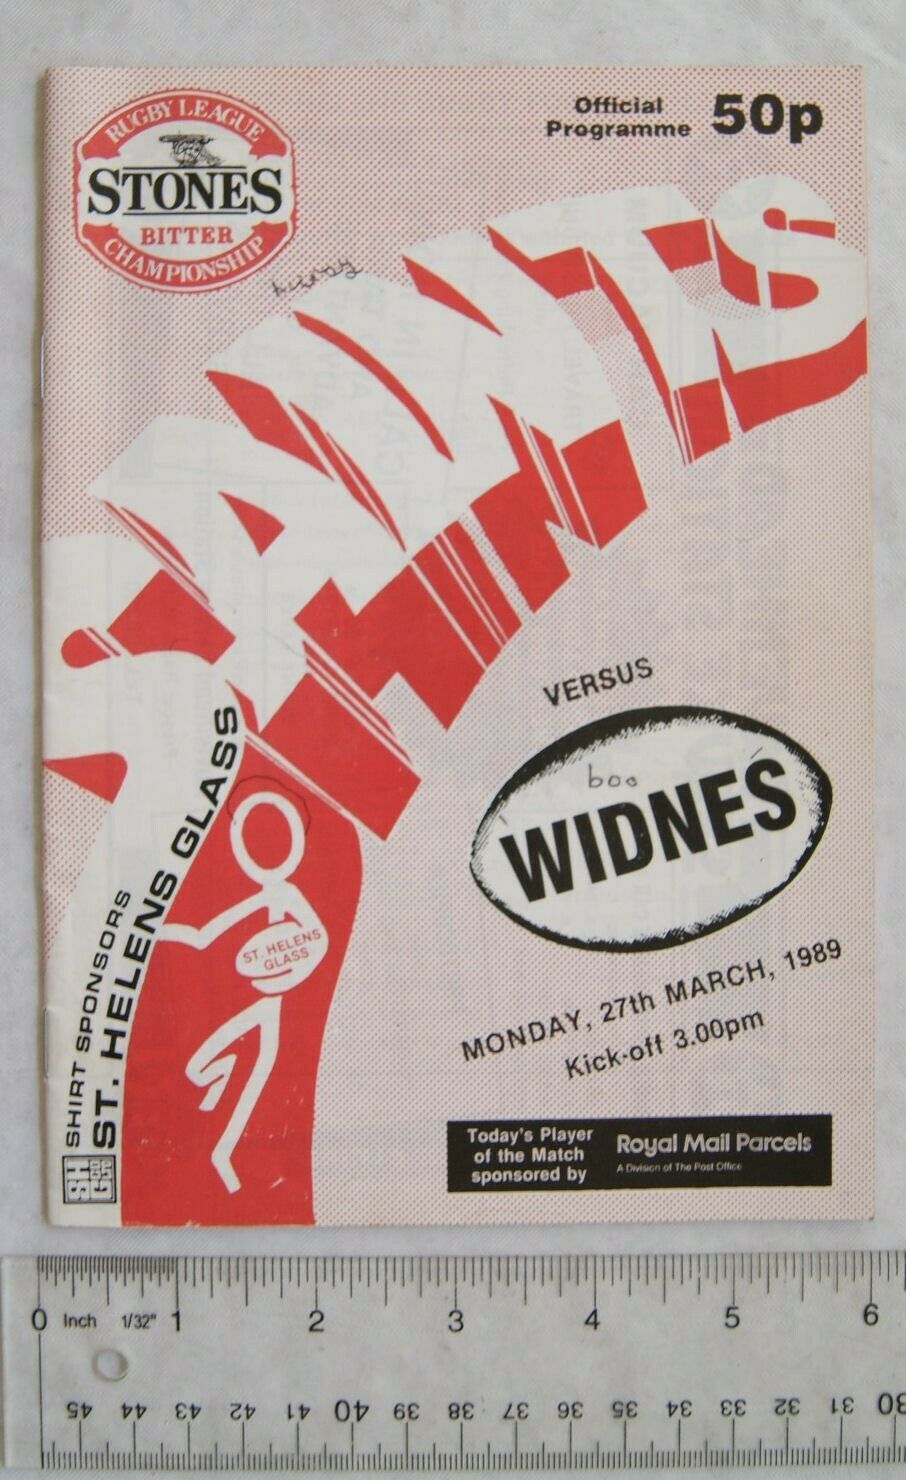 RUGBY LEAGUE
STONES
BITTER
CHAMPIONSHIP
Official
Programme
50p
SAINTS
VERSUS
boo
WIDNES
MONDAY, 27th MARCH, 1989
Kick-off 3.00pm
SHIRT SPONSORS
ST. HELENS GLASS
ST. HELENS
GLASS
Today's Player
of the Match
sponsored by
Royal Mail Parcels
A Division of The Post Office
0 Inch 1/32" 1 2 3 4 5 6
45 44 43 42 41 40 39 38 37 36 35 34 33 32 31 30